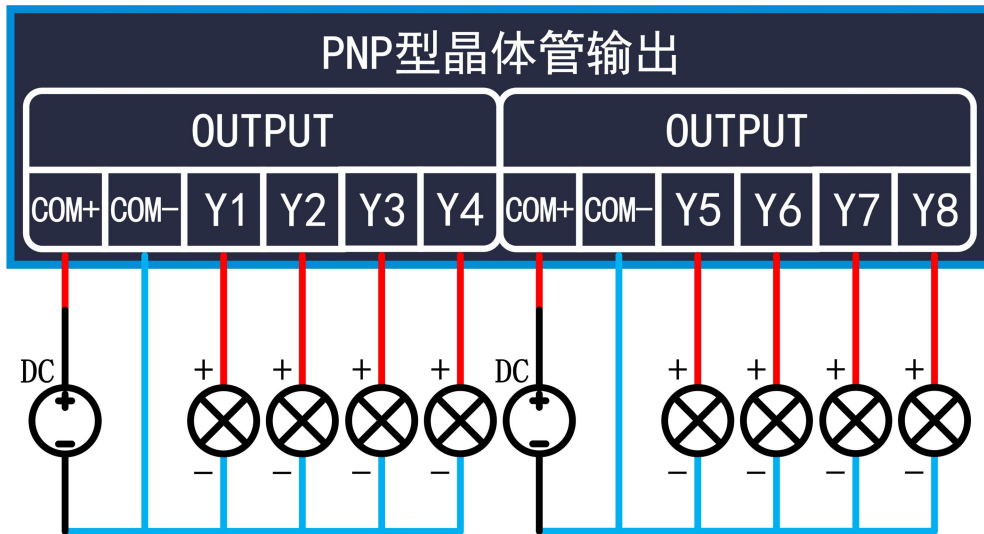 PNP型晶体管输出
OUTPUT OUTPUT
COM+ COM- Y1 Y2 Y3 Y4 COM+ COM- Y5 Y6 Y7 Y8
DC + + + + DC + + + +
+ +
- -
- - - - - - - -